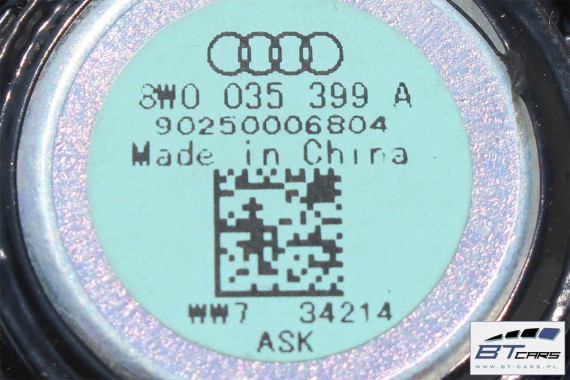 8W0 035 399 A
90250006804
Made in China
WW7 34214
ASK
BTCARS
WWW.BT-CARS.PL